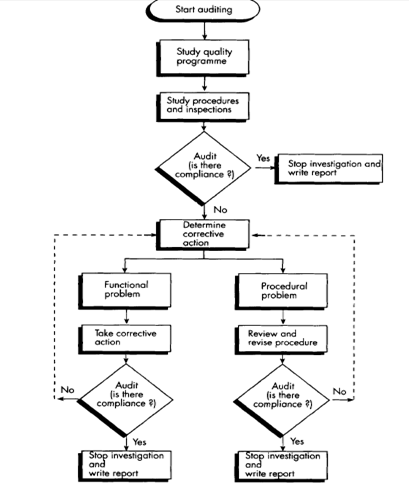 Start auditing
Study quality
programme
Study procedures
and inspections
Audit
(is there
compliance ?)
Yes
Stop investigation and
write report
No
Determine
corrective
action
Functional
problem
Procedural
problem
Take corrective
action
Review and
revise procedure
No
Audit
(is there
compliance ?)
Audit
(is there
compliance ?)
No
Yes
Yes
Stop investigation
and
write report
Stop investigation
and
write report